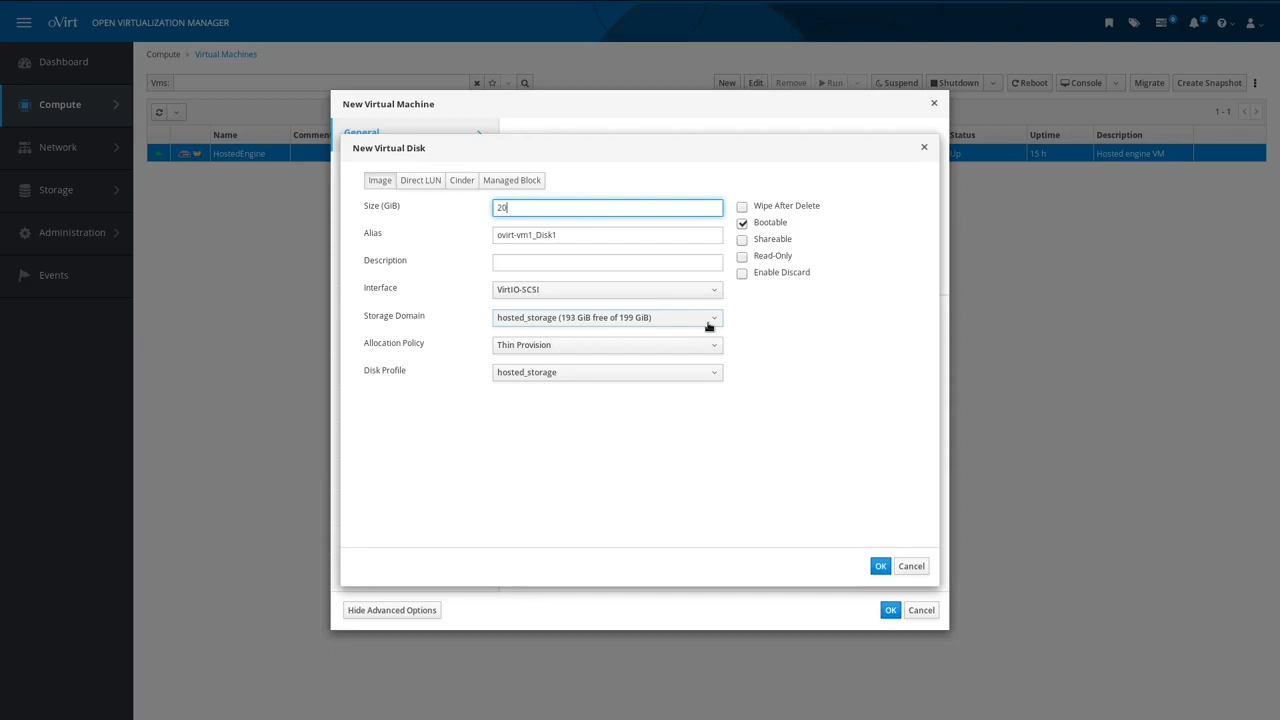 oVirt OPEN VIRTUALIZATION MANAGER
Dashboard
Compute
Network
Storage
Administration
Events
Compute > Virtual Machines
Vms:
New Edit Remove Run Suspend Shutdown Reboot Console Migrate Create Snapshot
1 - 1
Name Commen Status Uptime Description
HostedEngine Up 15 h Hosted engine VM
New Virtual Machine
General
New Virtual Disk
Image Direct LUN Cinder Managed Block
Size (GiB) 20 Wipe After Delete
Bootable
Alias ovirt-vm1_Disk1 Shareable
Description Read-Only
Enable Discard
Interface VirtIO-SCSI
Storage Domain hosted_storage (193 GiB free of 199 GiB)
Allocation Policy Thin Provision
Disk Profile hosted_storage
OK Cancel
Hide Advanced Options OK Cancel